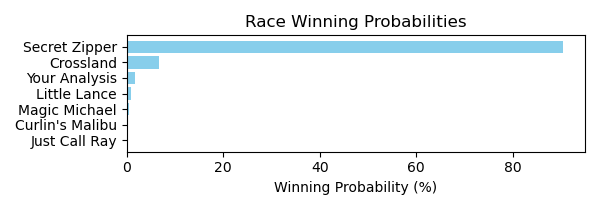 Race Winning Probabilities
Secret Zipper
Crossland
Your Analysis
Little Lance
Magic Michael
Curlin's Malibu
Just Call Ray
0 20 40 60 80
Winning Probability (%)